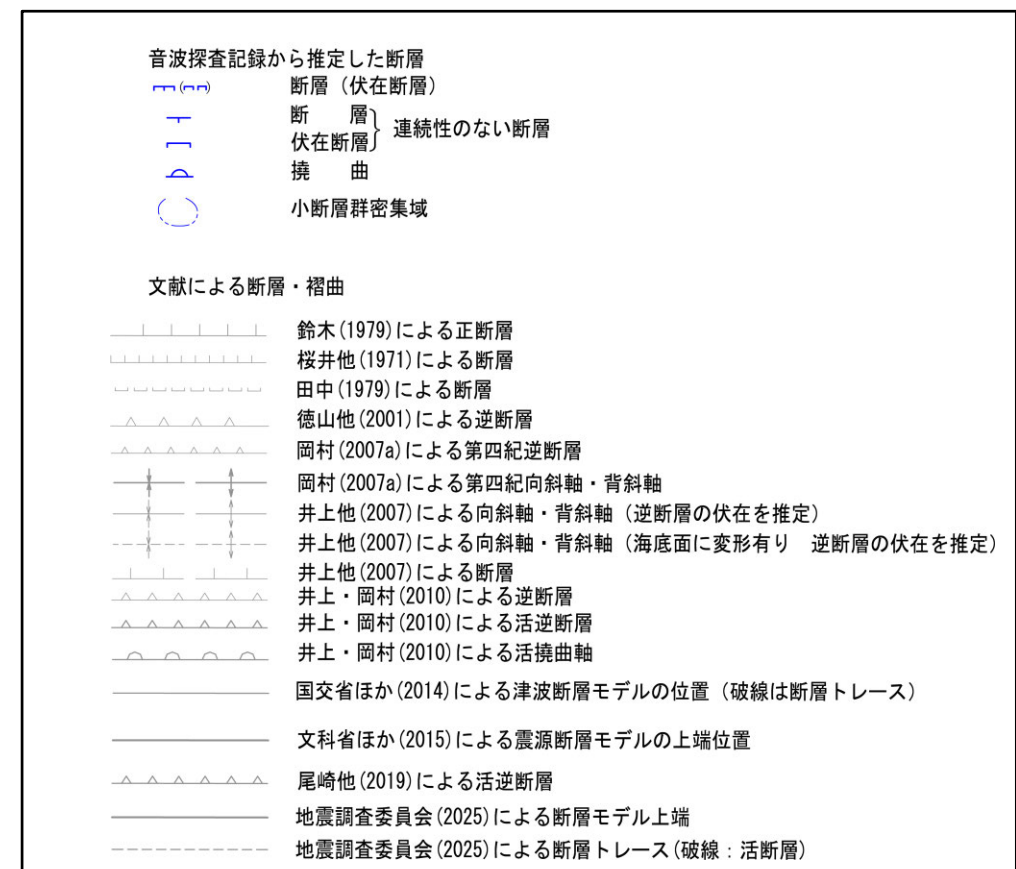 音波探査記録から推定した断層
断層（伏在断層）
断　　層
伏在断層
連続性のない断層
撓　　曲
小断層群密集域
文献による断層・褶曲
鈴木(1979)による正断層
桜井他(1971)による断層
田中(1979)による断層
徳山他(2001)による逆断層
岡村(2007a)による第四紀逆断層
岡村(2007a)による第四紀向斜軸・背斜軸
井上他(2007)による向斜軸・背斜軸（逆断層の伏在を推定）
井上他(2007)による向斜軸・背斜軸（海底面に変形有り　逆断層の伏在を推定）
井上他(2007)による断層
井上・岡村(2010)による逆断層
井上・岡村(2010)による活逆断層
井上・岡村(2010)による活撓曲軸
国交省ほか(2014)による津波断層モデルの位置（破線は断層トレース）
文科省ほか(2015)による震源断層モデルの上端位置
尾崎他(2019)による活逆断層
地震調査委員会(2025)による断層モデル上端
地震調査委員会(2025)による断層トレース(破線：活断層)